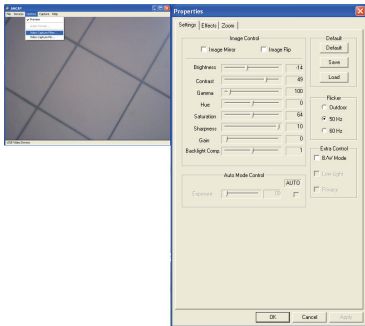 AMCAP
File Devices Options Capture Help
Preview
Audio Format...
Video Capture Filter...
Video Capture Pin...
USB Video Device
Properties
Settings Effects Zoom
Image Control
Image Mirror Image Flip
Brightness -14
Contrast 49
Gamma 100
Hue 0
Saturation 64
Sharpness 10
Gain 0
Backlight Comp. 1
Auto Mode Control
AUTO
Exposure
Default
Default
Save
Load
Flicker
Outdoor
50 Hz
60 Hz
Extra Control
B/W Mode
Low Light
Privacy
OK Cancel Apply